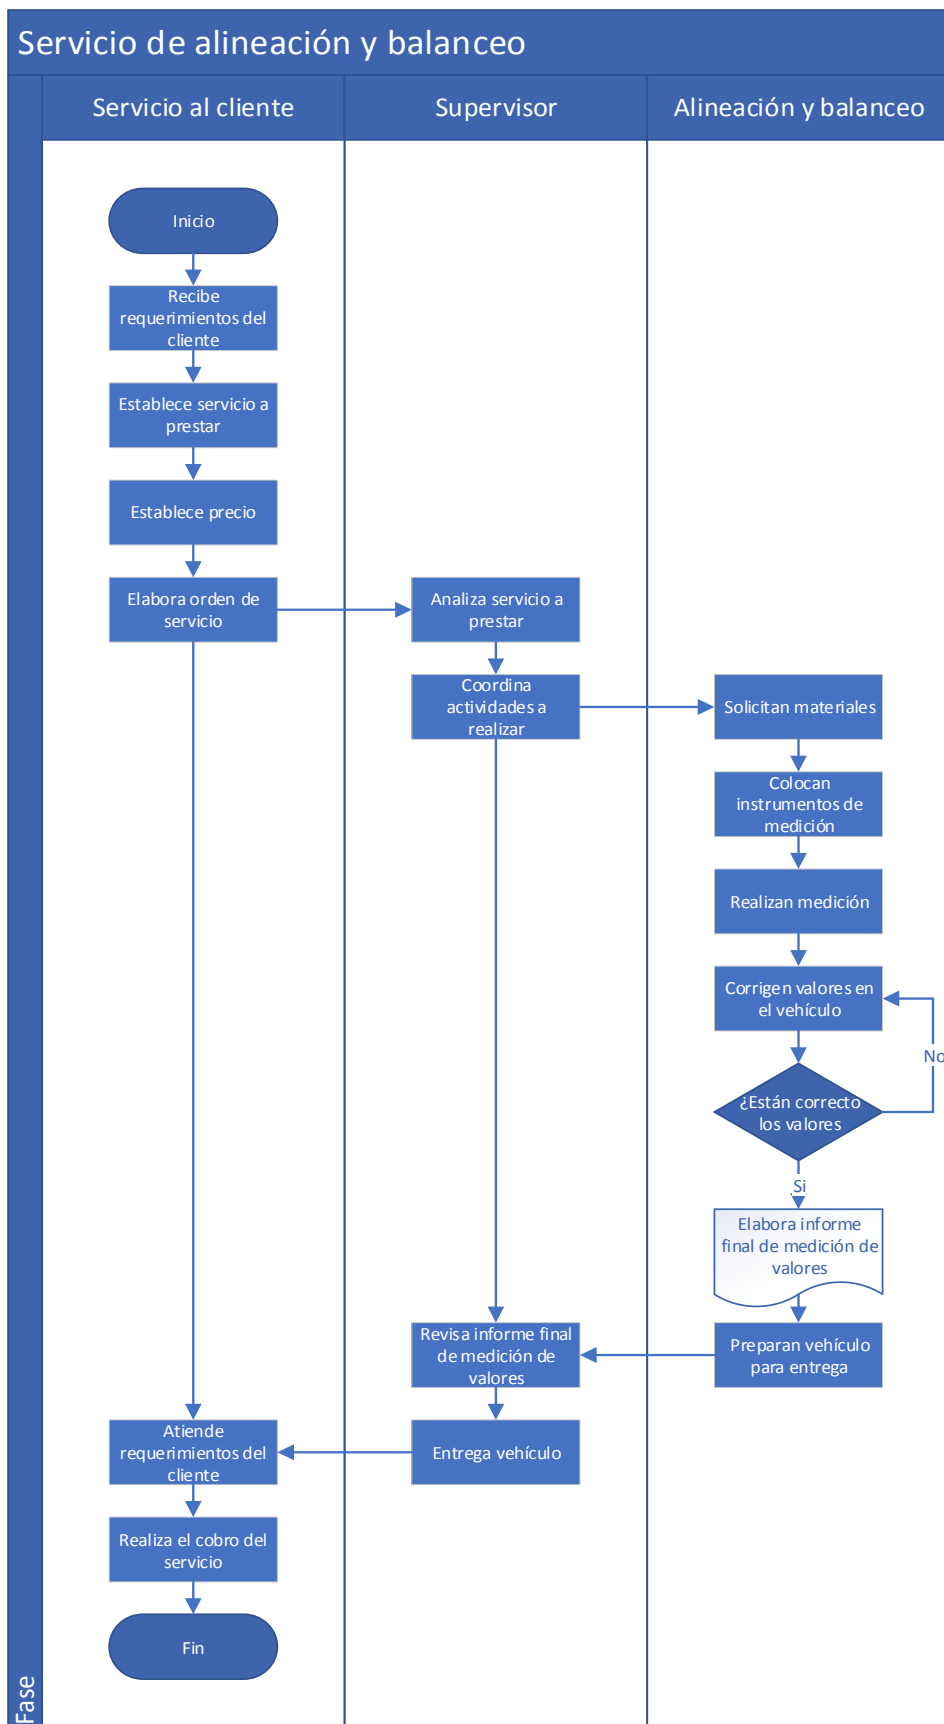 Servicio de alineación y balanceo
Servicio al cliente
Supervisor
Alineación y balanceo
Inicio
Recibe
requerimientos del
cliente
Establece servicio a
prestar
Establece precio
Elabora orden de
servicio
Analiza servicio a
prestar
Coordina
actividades a
realizar
Solicitan materiales
Colocan
instrumentos de
medición
Realizan medición
Corrigen valores en
el vehículo
No
¿Están correcto
los valores
Si
Elabora informe
final de medición de
valores
Preparan vehículo
para entrega
Revisa informe final
de medición de
valores
Entrega vehículo
Atiende
requerimientos del
cliente
Realiza el cobro del
servicio
Fin
Fase